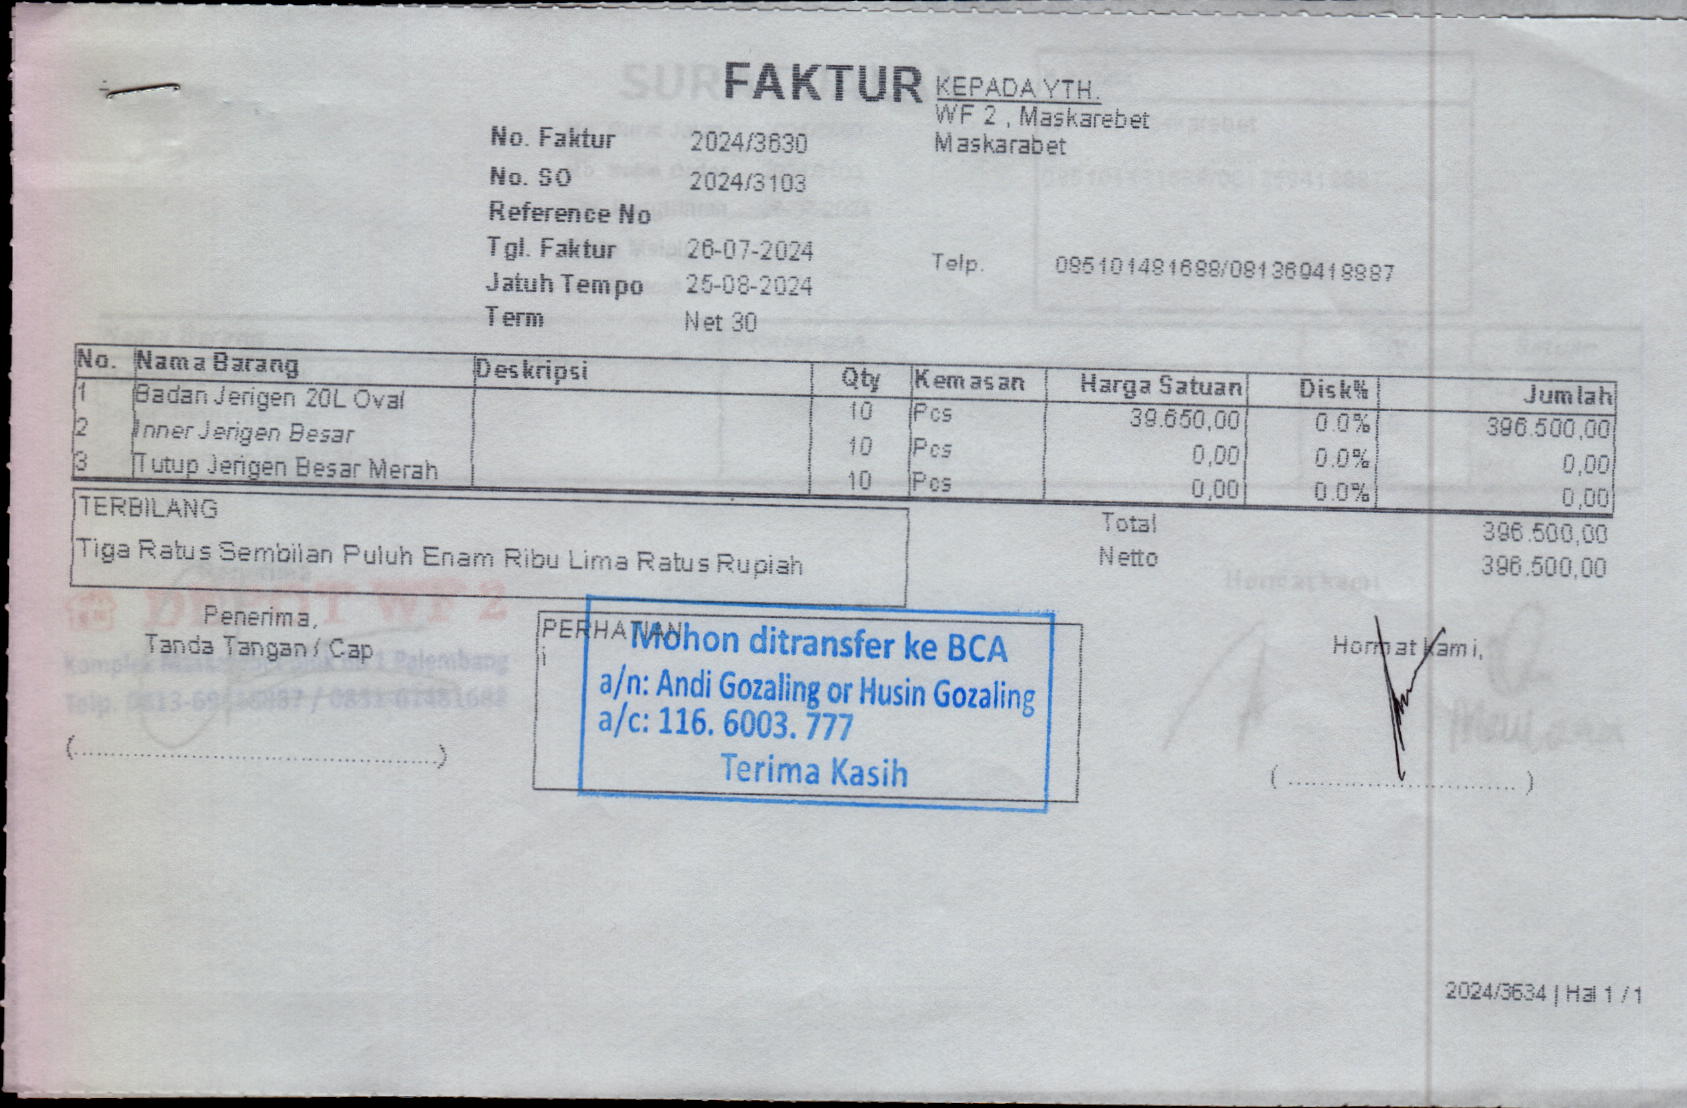 FAKTUR
No. Faktur 2024/3630
No. SO 2024/3103
Reference No
Tgl. Faktur 26-07-2024
Jatuh Tempo 25-08-2024
Term Net 30
KEPADA YTH.
WF 2 , Maskarebet
Maskarabet
Telp. 085101481688/081369418887
No. Nama Barang Deskripsi Qty Kemasan Harga Satuan Disk% Jumlah
1 Badan Jerigen 20L Oval 10 Pcs 39.650,00 0.0% 396.500,00
2 Inner Jerigen Besar 10 Pcs 0,00 0.0% 0,00
3 Tutup Jerigen Besar Merah 10 Pcs 0,00 0.0% 0,00
TERBILANG
Tiga Ratus Sembilan Puluh Enam Ribu Lima Ratus Rupiah
Total 396.500,00
Netto 396.500,00
DEPOT WF 2
Penerima,
Tanda Tangan / Cap
(.............................................)
PERHATIAN
i
Mohon ditransfer ke BCA
a/n: Andi Gozaling or Husin Gozaling
a/c: 116. 6003. 777
Terima Kasih
Hormat kami,
( ............................. )
2024/3634 | Hal 1 / 1